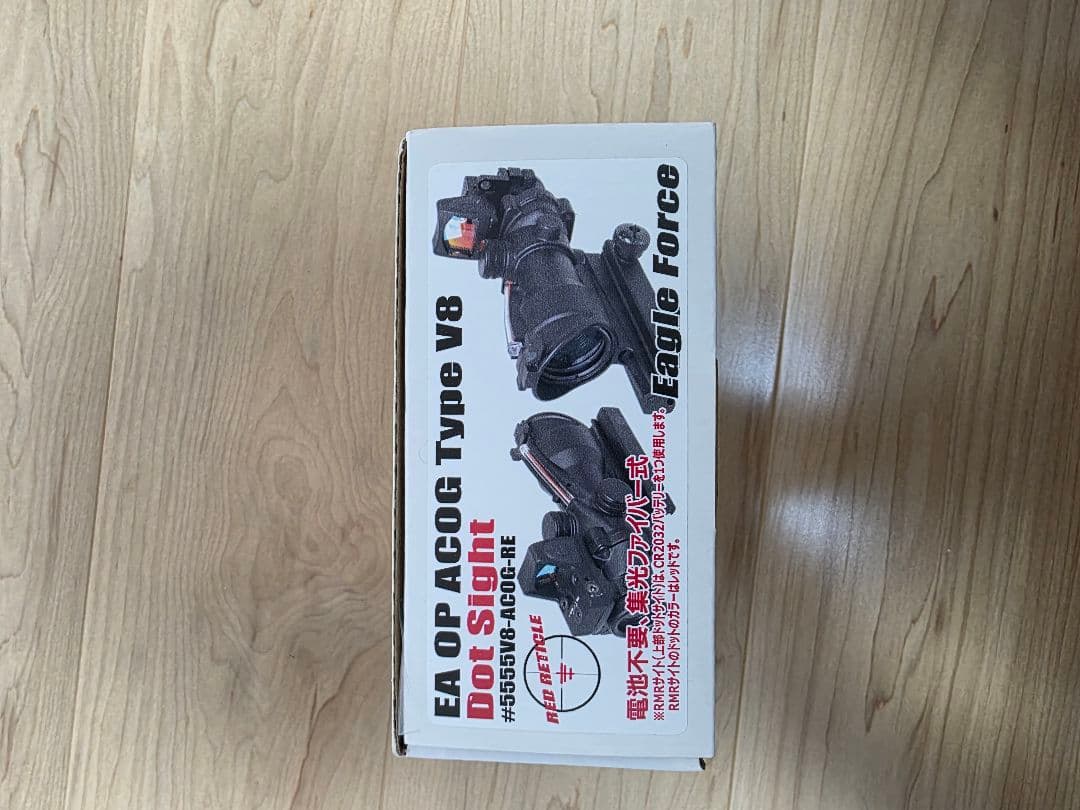 EA OP ACOG Type V8
Dot Sight
#5555V8-ACOG-RE
RED RETICLE
電池不要、集光ファイバー式
※RMRサイト(上部ドットサイト)は、CR2032バッテリーを1つ使用します。
RMRサイトのドットのカラーはレッドです。
Eagle Force